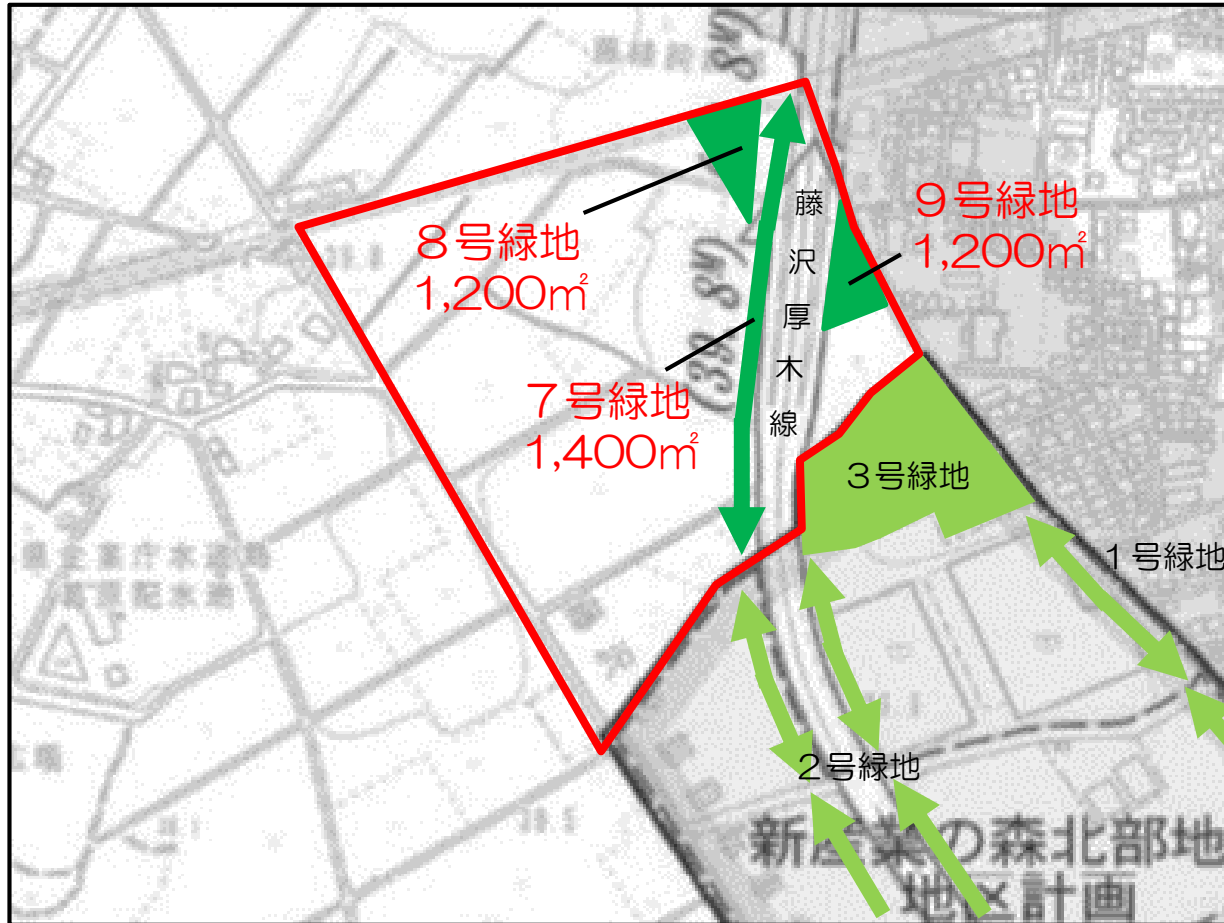 8号緑地
1,200㎡
9号緑地
1,200㎡
7号緑地
1,400㎡
藤沢厚木線
3号緑地
1号緑地
2号緑地
新産業の森北部地
地区計画